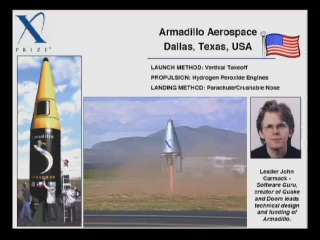 Armadillo Aerospace
Dallas, Texas, USA
X
PRIZE
LAUNCH METHOD: Vertical Takeoff
PROPULSION: Hydrogen Peroxide Engines
LANDING METHOD: Parachute/Crushable Nose
Armadillo
Leader John
Carmack -
Software Guru,
creator of Quake
and Doom leads
technical design
and funding of
Armadillo.